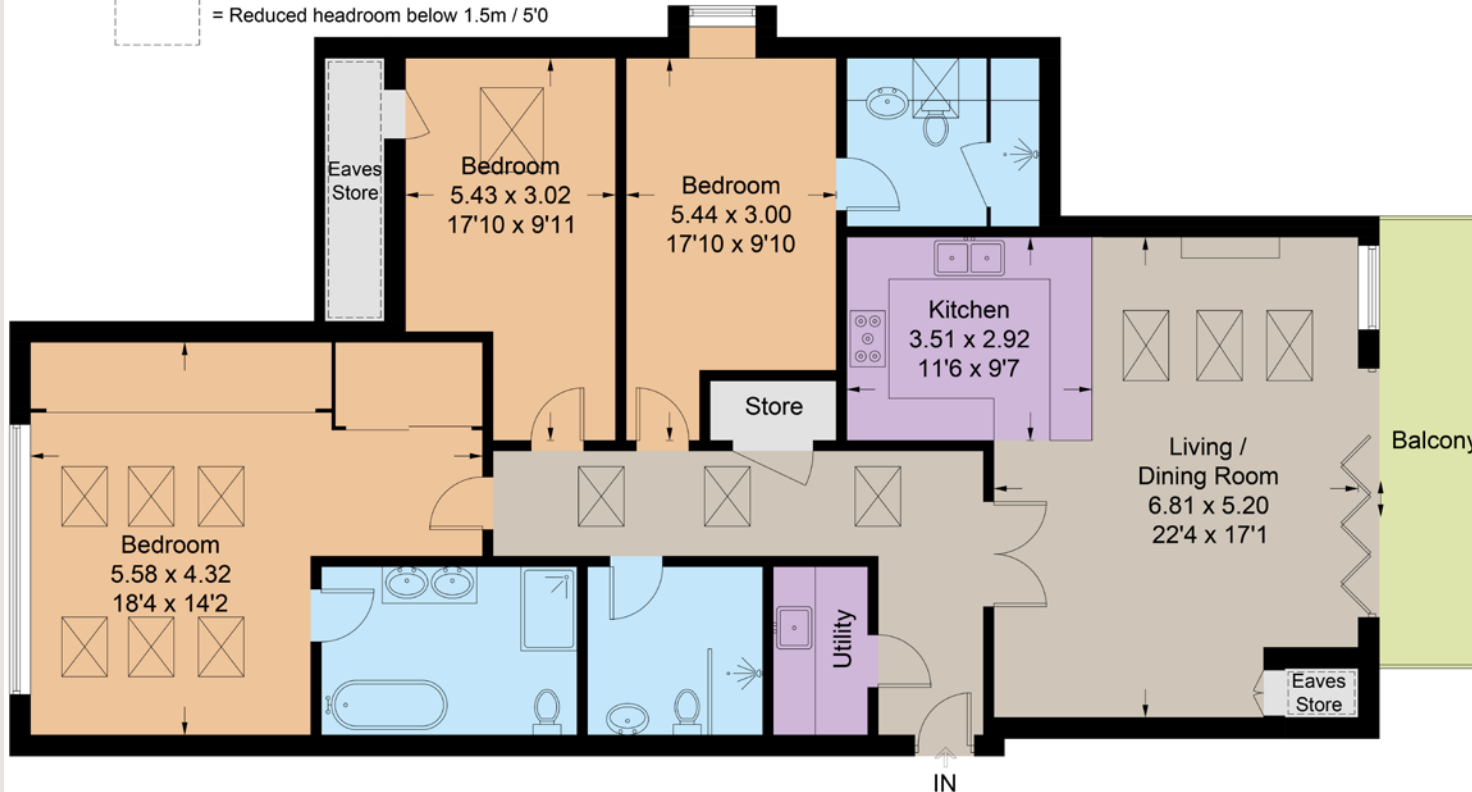 = Reduced headroom below 1.5m / 5'0
Eaves
Store
Bedroom
5.43 x 3.02
17'10 x 9'11
Bedroom
5.44 x 3.00
17'10 x 9'10
Kitchen
3.51 x 2.92
11'6 x 9'7
Store
Living /
Dining Room
6.81 x 5.20
22'4 x 17'1
Balcony
Bedroom
5.58 x 4.32
18'4 x 14'2
Utility
Eaves
Store
IN